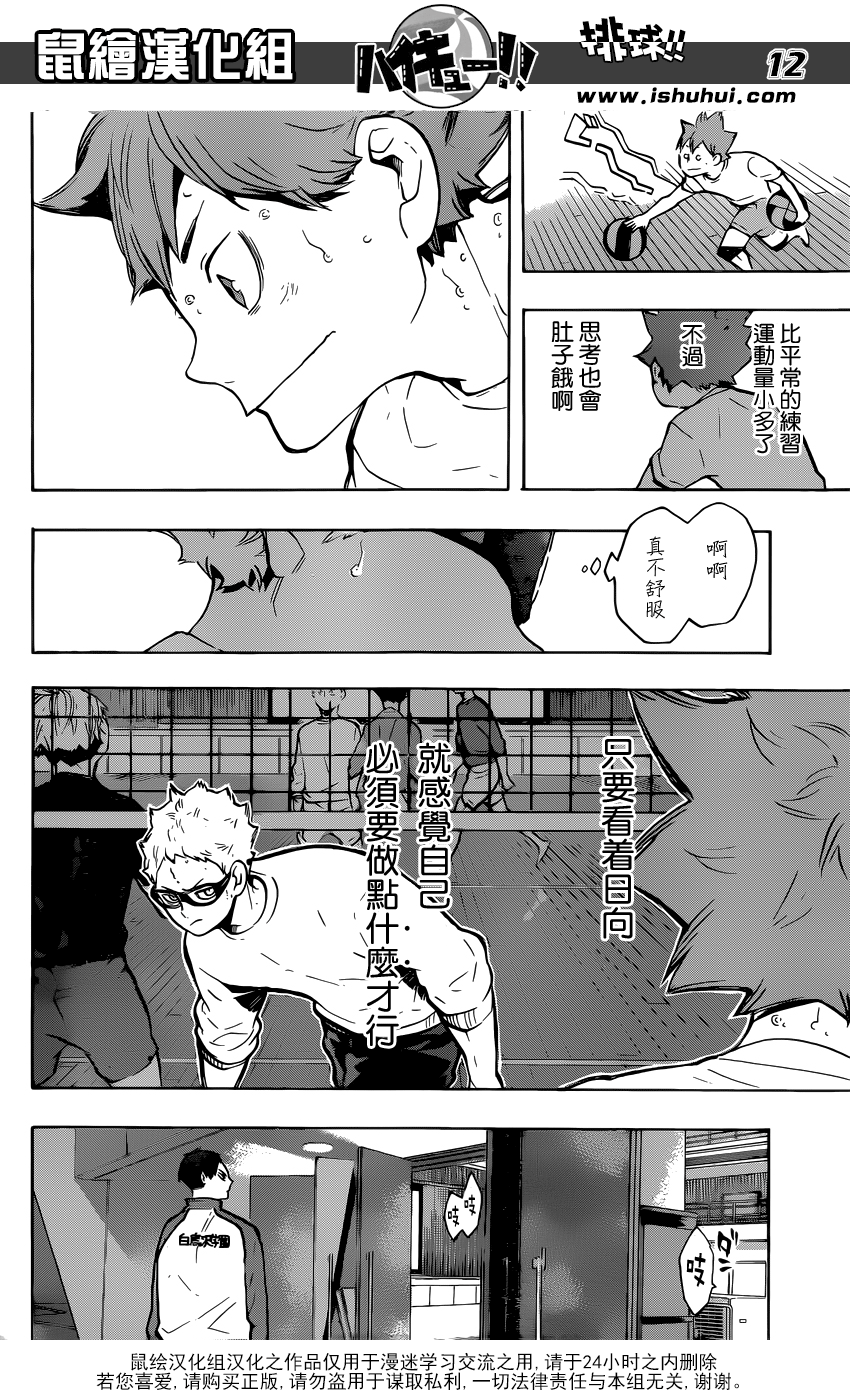 鼠繪漢化組
ハイキュー!!
排球!!
12
www.ishuhui.com
比平常的練習
運動量小多了
不過
思考也會
肚子餓啊
啊啊
真不舒服
只要看着日向
就感覺自己
必須要做點什麼才行
白鳥沢学園
吱
吱
吱
ダン
鼠绘汉化组汉化之作品仅用于漫迷学习交流之用,请于24小时之内删除
若您喜爱,请购买正版,请勿盗用于谋取私利,一切法律责任与本组无关,谢谢。